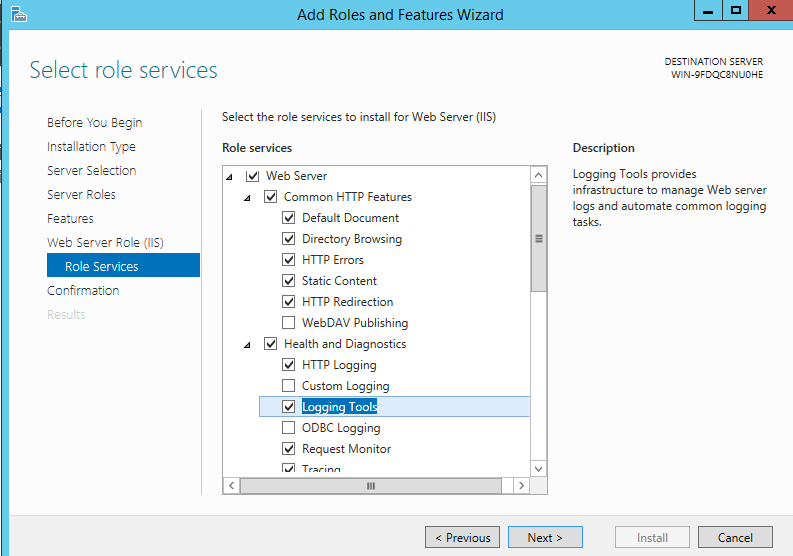 Add Roles and Features Wizard
Select role services
DESTINATION SERVER
WIN-9FDQC8NU0HE
Before You Begin
Installation Type
Server Selection
Server Roles
Features
Web Server Role (IIS)
Role Services
Confirmation
Results
Select the role services to install for Web Server (IIS)
Role services
Web Server
Common HTTP Features
Default Document
Directory Browsing
HTTP Errors
Static Content
HTTP Redirection
WebDAV Publishing
Health and Diagnostics
HTTP Logging
Custom Logging
Logging Tools
ODBC Logging
Request Monitor
Tracing
Description
Logging Tools provides
infrastructure to manage Web server
logs and automate common logging
tasks.
< Previous
Next >
Install
Cancel